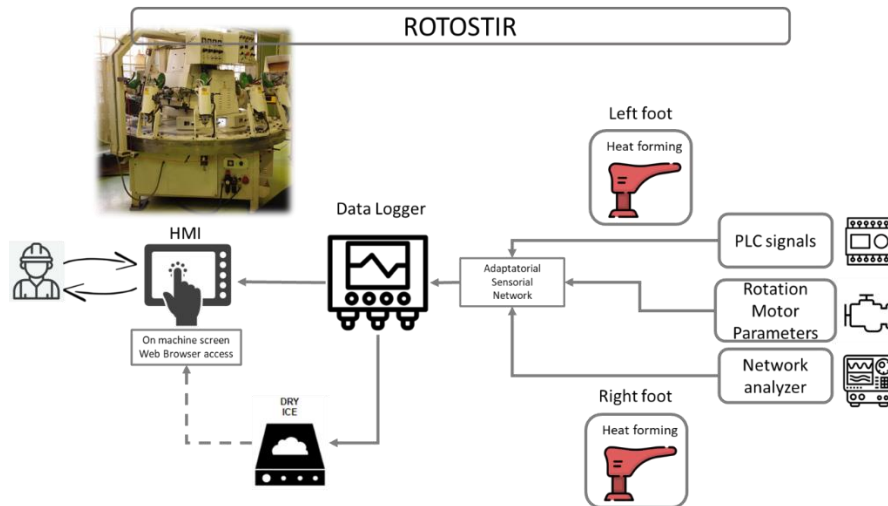 ROTOSTIR
Left foot
Heat forming
Data Logger
HMI
PLC signals
Adaptatorial
Sensorial
Network
Rotation
Motor
Parameters
On machine screen
Web Browser access
Network
analyzer
Right foot
DRY
ICE
Heat forming